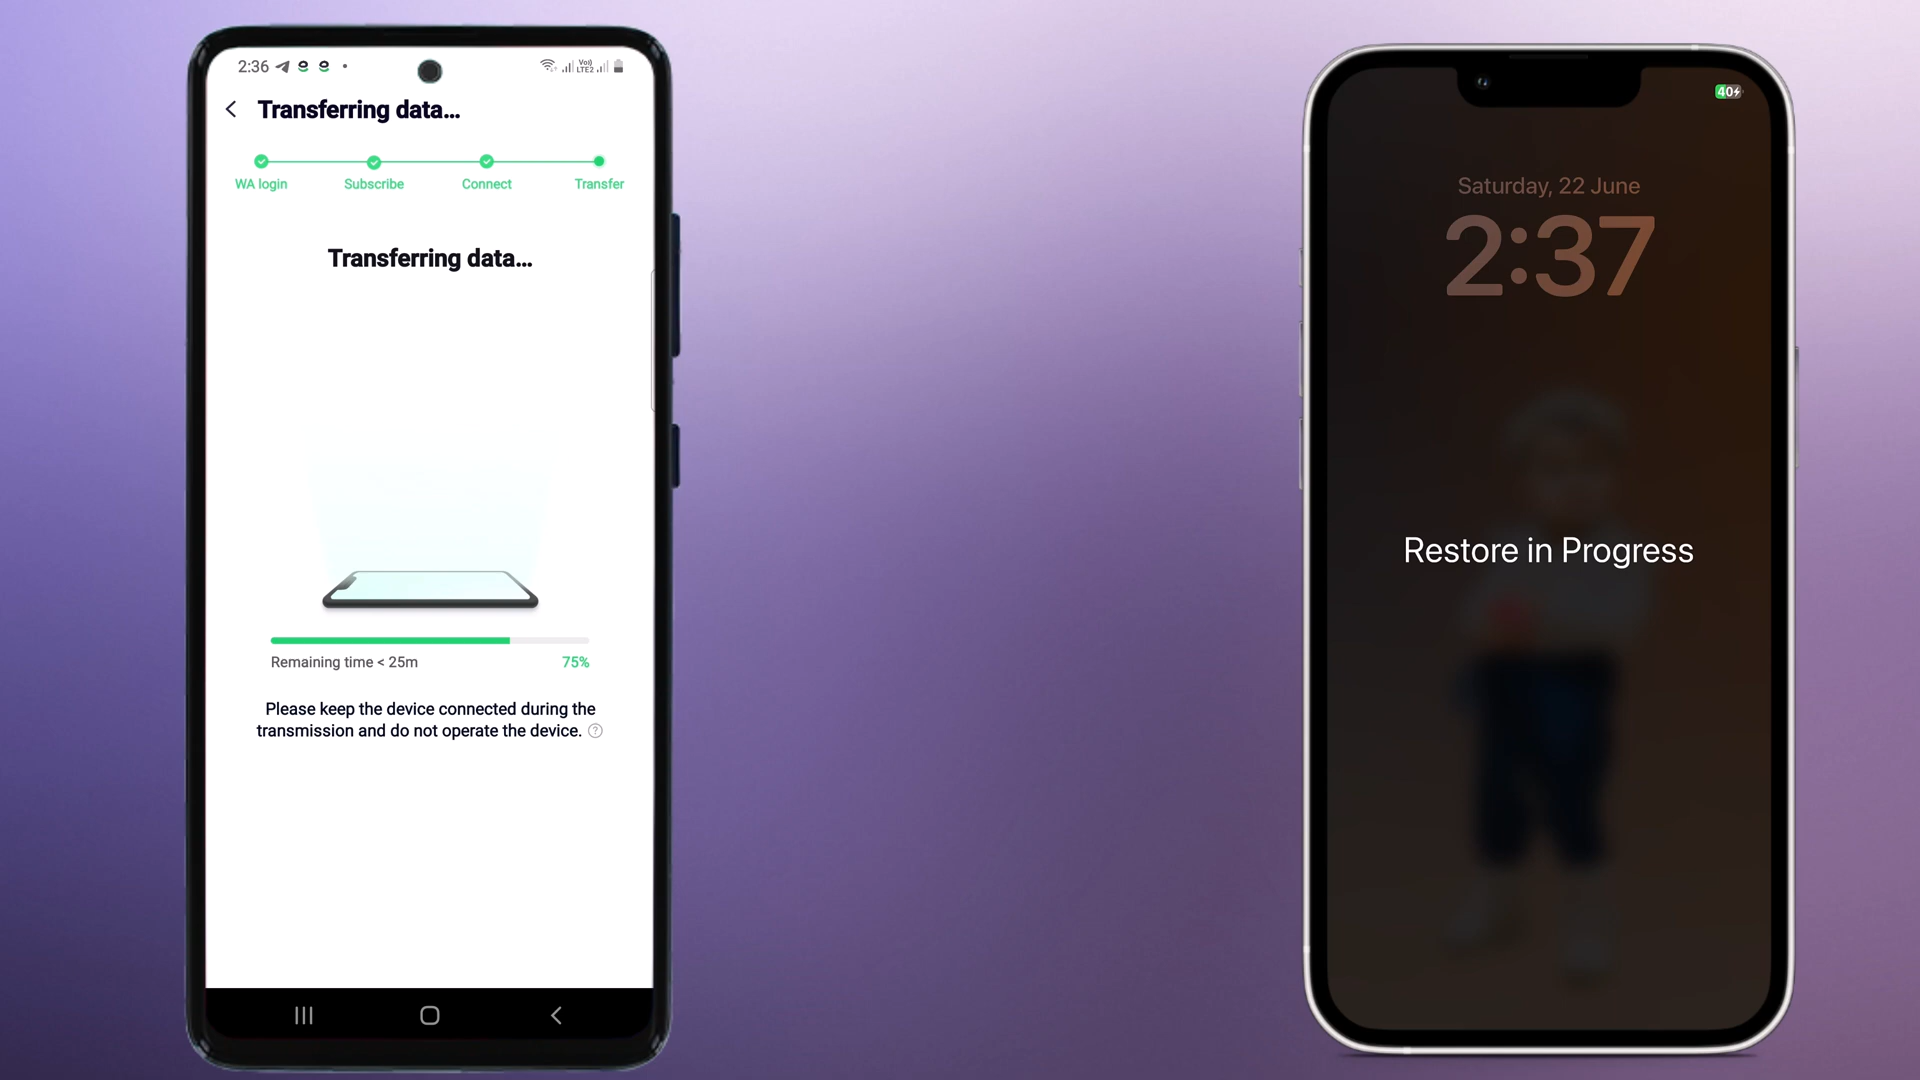 2:36
Vo))
LTE2
Transferring data...
WA login
Subscribe
Connect
Transfer
Transferring data...
Remaining time < 25m
75%
Please keep the device connected during the
transmission and do not operate the device. ?
40
Saturday, 22 June
2:37
Restore in Progress